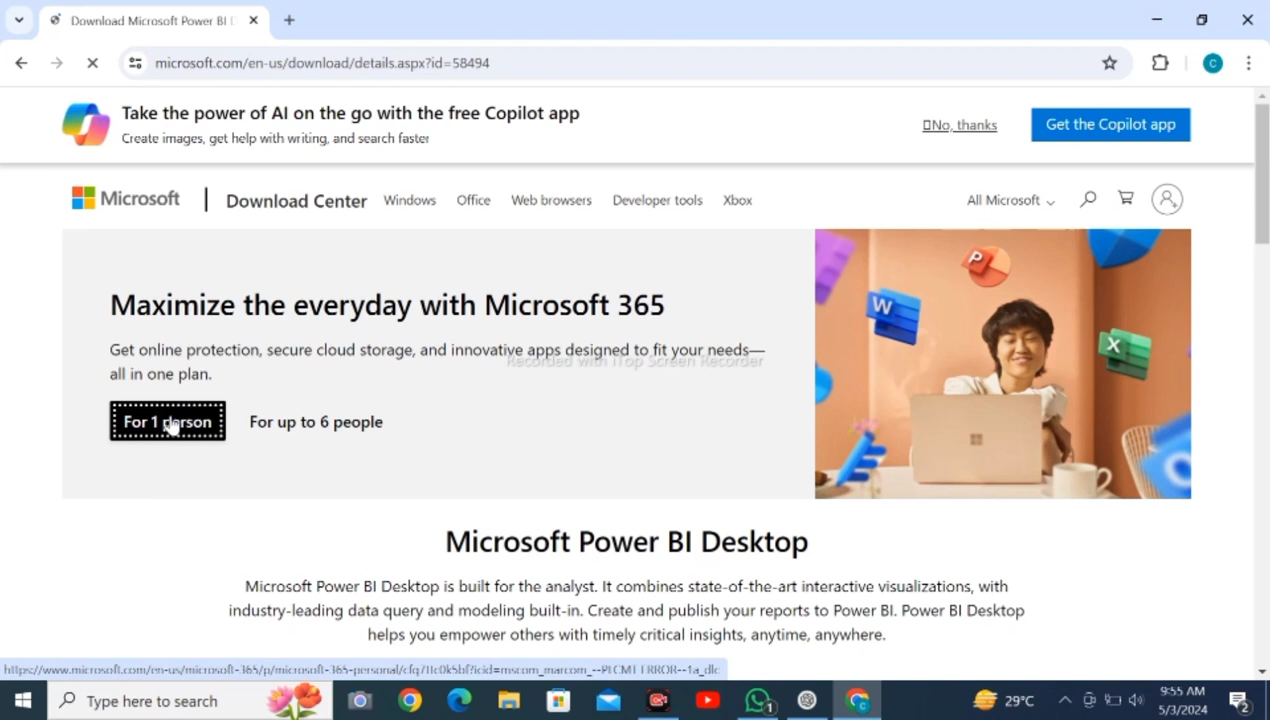 Download Microsoft Power BI D
microsoft.com/en-us/download/details.aspx?id=58494
C
Take the power of AI on the go with the free Copilot app
Create images, get help with writing, and search faster
No, thanks
Get the Copilot app
Microsoft
Download Center
Windows
Office
Web browsers
Developer tools
Xbox
All Microsoft
Maximize the everyday with Microsoft 365
Get online protection, secure cloud storage, and innovative apps designed to fit your needs—
all in one plan.
Recorded with iTop Screen Recorder
For 1 person
For up to 6 people
P
W
X
Microsoft Power BI Desktop
Microsoft Power BI Desktop is built for the analyst. It combines state-of-the-art interactive visualizations, with
industry-leading data query and modeling built-in. Create and publish your reports to Power BI. Power BI Desktop
helps you empower others with timely critical insights, anytime, anywhere.
Type here to search
1
29°C
9:55 AM
5/3/2024
2